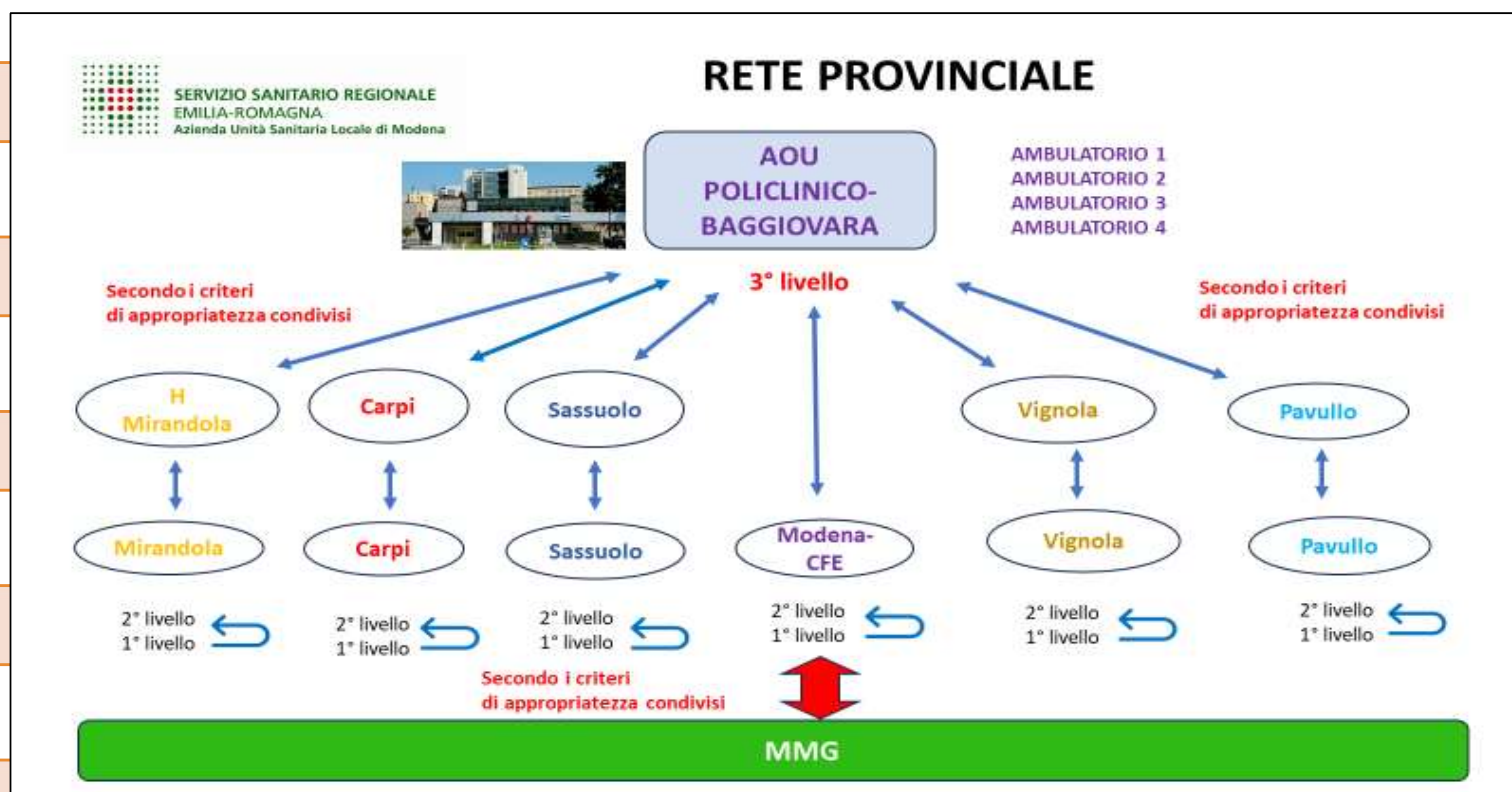 RETE PROVINCIALE
SERVIZIO SANITARIO REGIONALE
EMILIA-ROMAGNA
Azienda Unità Sanitaria Locale di Modena
AOU
POLICLINICO-
BAGGIOVARA
AMBULATORIO 1
AMBULATORIO 2
AMBULATORIO 3
AMBULATORIO 4
3° livello
Secondo i criteri
di appropriatezza condivisi
Secondo i criteri
di appropriatezza condivisi
H
Mirandola
Carpi
Sassuolo
Vignola
Pavullo
Mirandola
Carpi
Sassuolo
Modena-
CFE
Vignola
Pavullo
2° livello
1° livello
2° livello
1° livello
2° livello
1° livello
2° livello
1° livello
2° livello
1° livello
2° livello
1° livello
Secondo i criteri
di appropriatezza condivisi
MMG